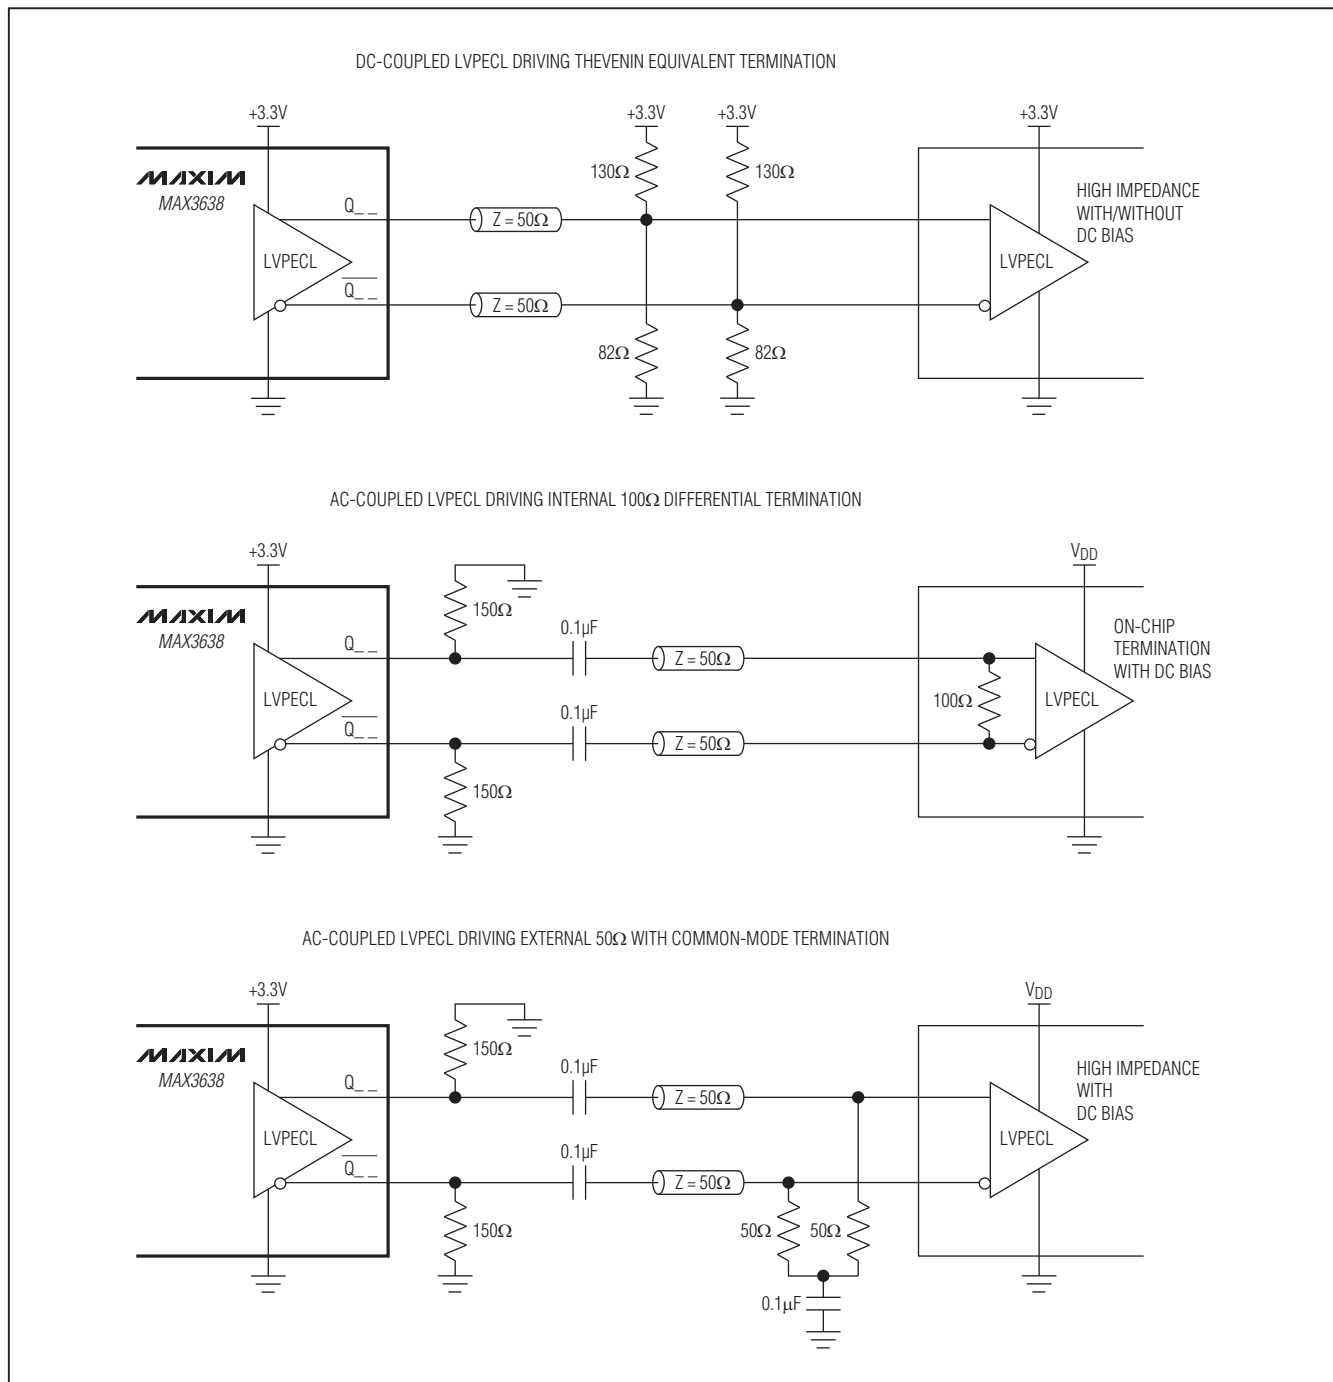 DC-COUPLED LVPECL DRIVING THEVENIN EQUIVALENT TERMINATION
+3.3V
+3.3V
+3.3V
+3.3V
MAXIM
MAX3638
130Ω
130Ω
HIGH IMPEDANCE
WITH/WITHOUT
DC BIAS
Q_ _
Z = 50Ω
LVPECL
LVPECL
Q_ _
Z = 50Ω
82Ω
82Ω
AC-COUPLED LVPECL DRIVING INTERNAL 100Ω DIFFERENTIAL TERMINATION
+3.3V
VDD
MAXIM
MAX3638
150Ω
0.1µF
ON-CHIP
TERMINATION
WITH DC BIAS
Q_ _
Z = 50Ω
LVPECL
100Ω
LVPECL
0.1µF
Q_ _
Z = 50Ω
150Ω
AC-COUPLED LVPECL DRIVING EXTERNAL 50Ω WITH COMMON-MODE TERMINATION
+3.3V
VDD
MAXIM
MAX3638
150Ω
0.1µF
HIGH IMPEDANCE
WITH
DC BIAS
Q_ _
Z = 50Ω
LVPECL
LVPECL
0.1µF
Q_ _
Z = 50Ω
150Ω
50Ω
50Ω
0.1µF